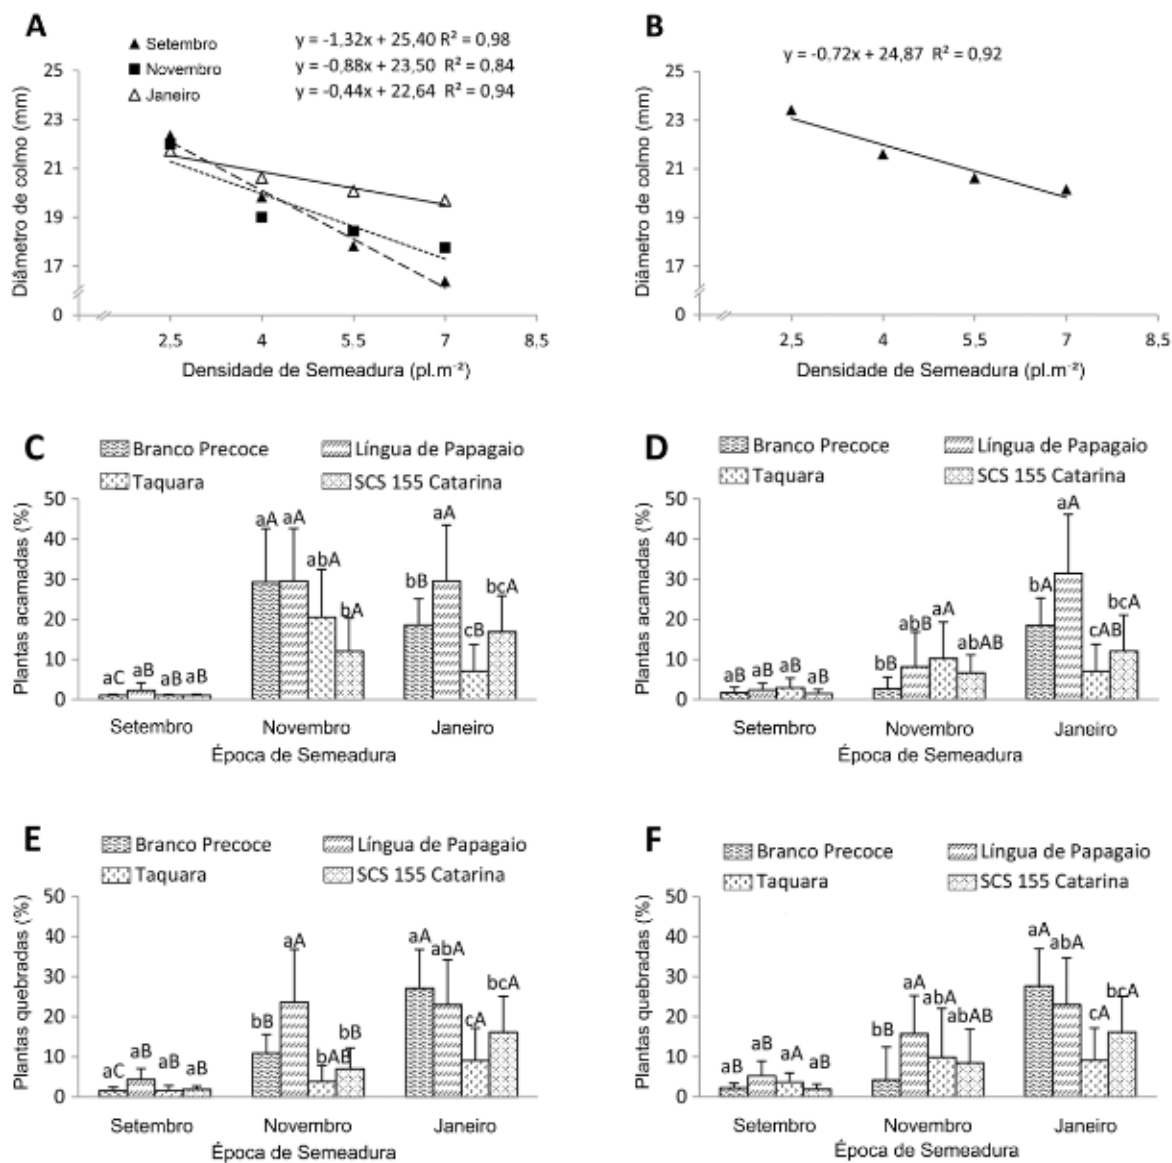 A
▲ Setembro
■ Novembro
△ Janeiro
y = -1,32x + 25,40 R² = 0,98
y = -0,88x + 23,50 R² = 0,84
y = -0,44x + 22,64 R² = 0,94
Diâmetro de colmo (mm)
25
23
21
19
17
0
2,5 4 5,5 7 8,5
Densidade de Semeadura (pl.m⁻²)
B
y = -0.72x + 24,87 R² = 0,92
Diâmetro de colmo (mm)
25
23
21
19
17
0
2,5 4 5,5 7 8,5
Densidade de Semeadura (pl.m⁻²)
C
Branco Precoce Língua de Papagaio
Taquara SCS 155 Catarina
Plantas acamadas (%)
50
40
30
20
10
0
aC aB aB aB
aA aA abA bA
bB aA cB bcA
Setembro Novembro Janeiro
Época de Semeadura
D
Branco Precoce Língua de Papagaio
Taquara SCS 155 Catarina
Plantas acamadas (%)
50
40
30
20
10
0
aB aB aB aB
bB abB aA abAB
bA aA cAB bcA
Setembro Novembro Janeiro
Época de Semeadura
E
Branco Precoce Língua de Papagaio
Taquara SCS 155 Catarina
Plantas quebradas (%)
50
40
30
20
10
0
aC aB aB aB
bB aA bAB bB
aA abA cA bcA
Setembro Novembro Janeiro
Época de Semeadura
F
Branco Precoce Língua de Papagaio
Taquara SCS 155 Catarina
Plantas quebradas (%)
50
40
30
20
10
0
aB aB aA aB
bB aA abA abAB
aA abA cA bcA
Setembro Novembro Janeiro
Época de Semeadura